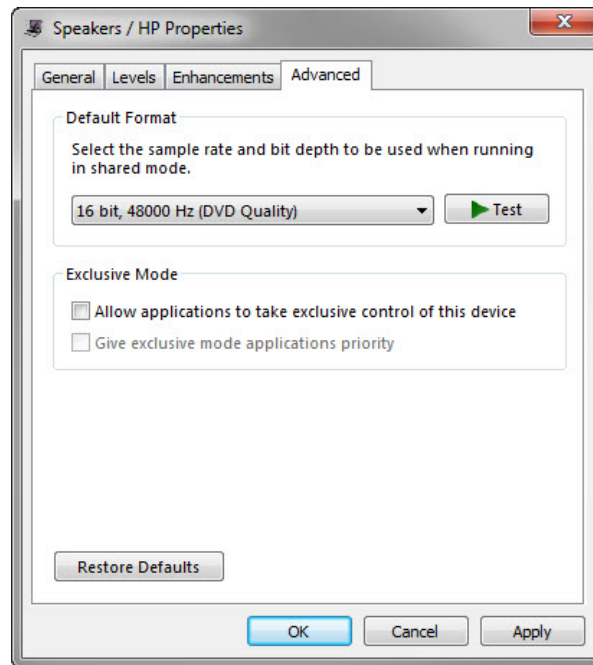 Speakers / HP Properties
General Levels Enhancements Advanced
Default Format
Select the sample rate and bit depth to be used when running
in shared mode.
16 bit, 48000 Hz (DVD Quality) Test
Exclusive Mode
Allow applications to take exclusive control of this device
Give exclusive mode applications priority
Restore Defaults
OK Cancel Apply